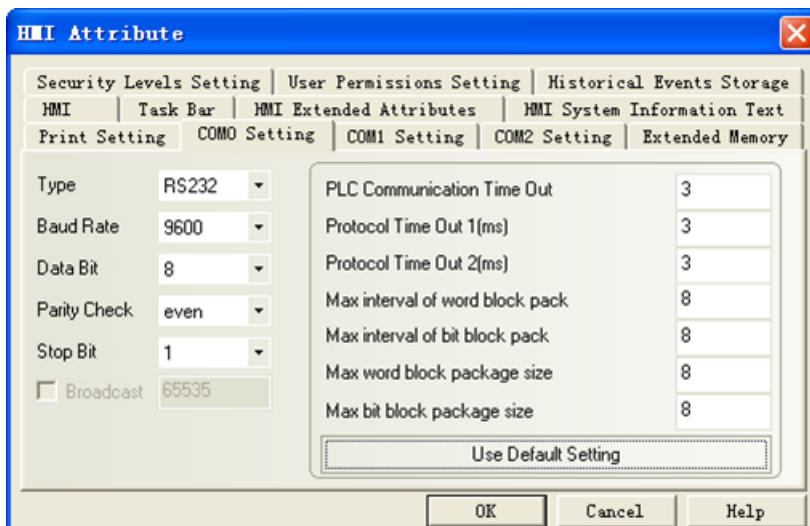 HMI Attribute
Security Levels Setting User Permissions Setting Historical Events Storage
HMI Task Bar HMI Extended Attributes HMI System Information Text
Print Setting COM0 Setting COM1 Setting COM2 Setting Extended Memory
Type RS232
Baud Rate 9600
Data Bit 8
Parity Check even
Stop Bit 1
Broadcast 65535
PLC Communication Time Out 3
Protocol Time Out 1(ms) 3
Protocol Time Out 2(ms) 3
Max interval of word block pack 8
Max interval of bit block pack 8
Max word block package size 8
Max bit block package size 8
Use Default Setting
OK Cancel Help